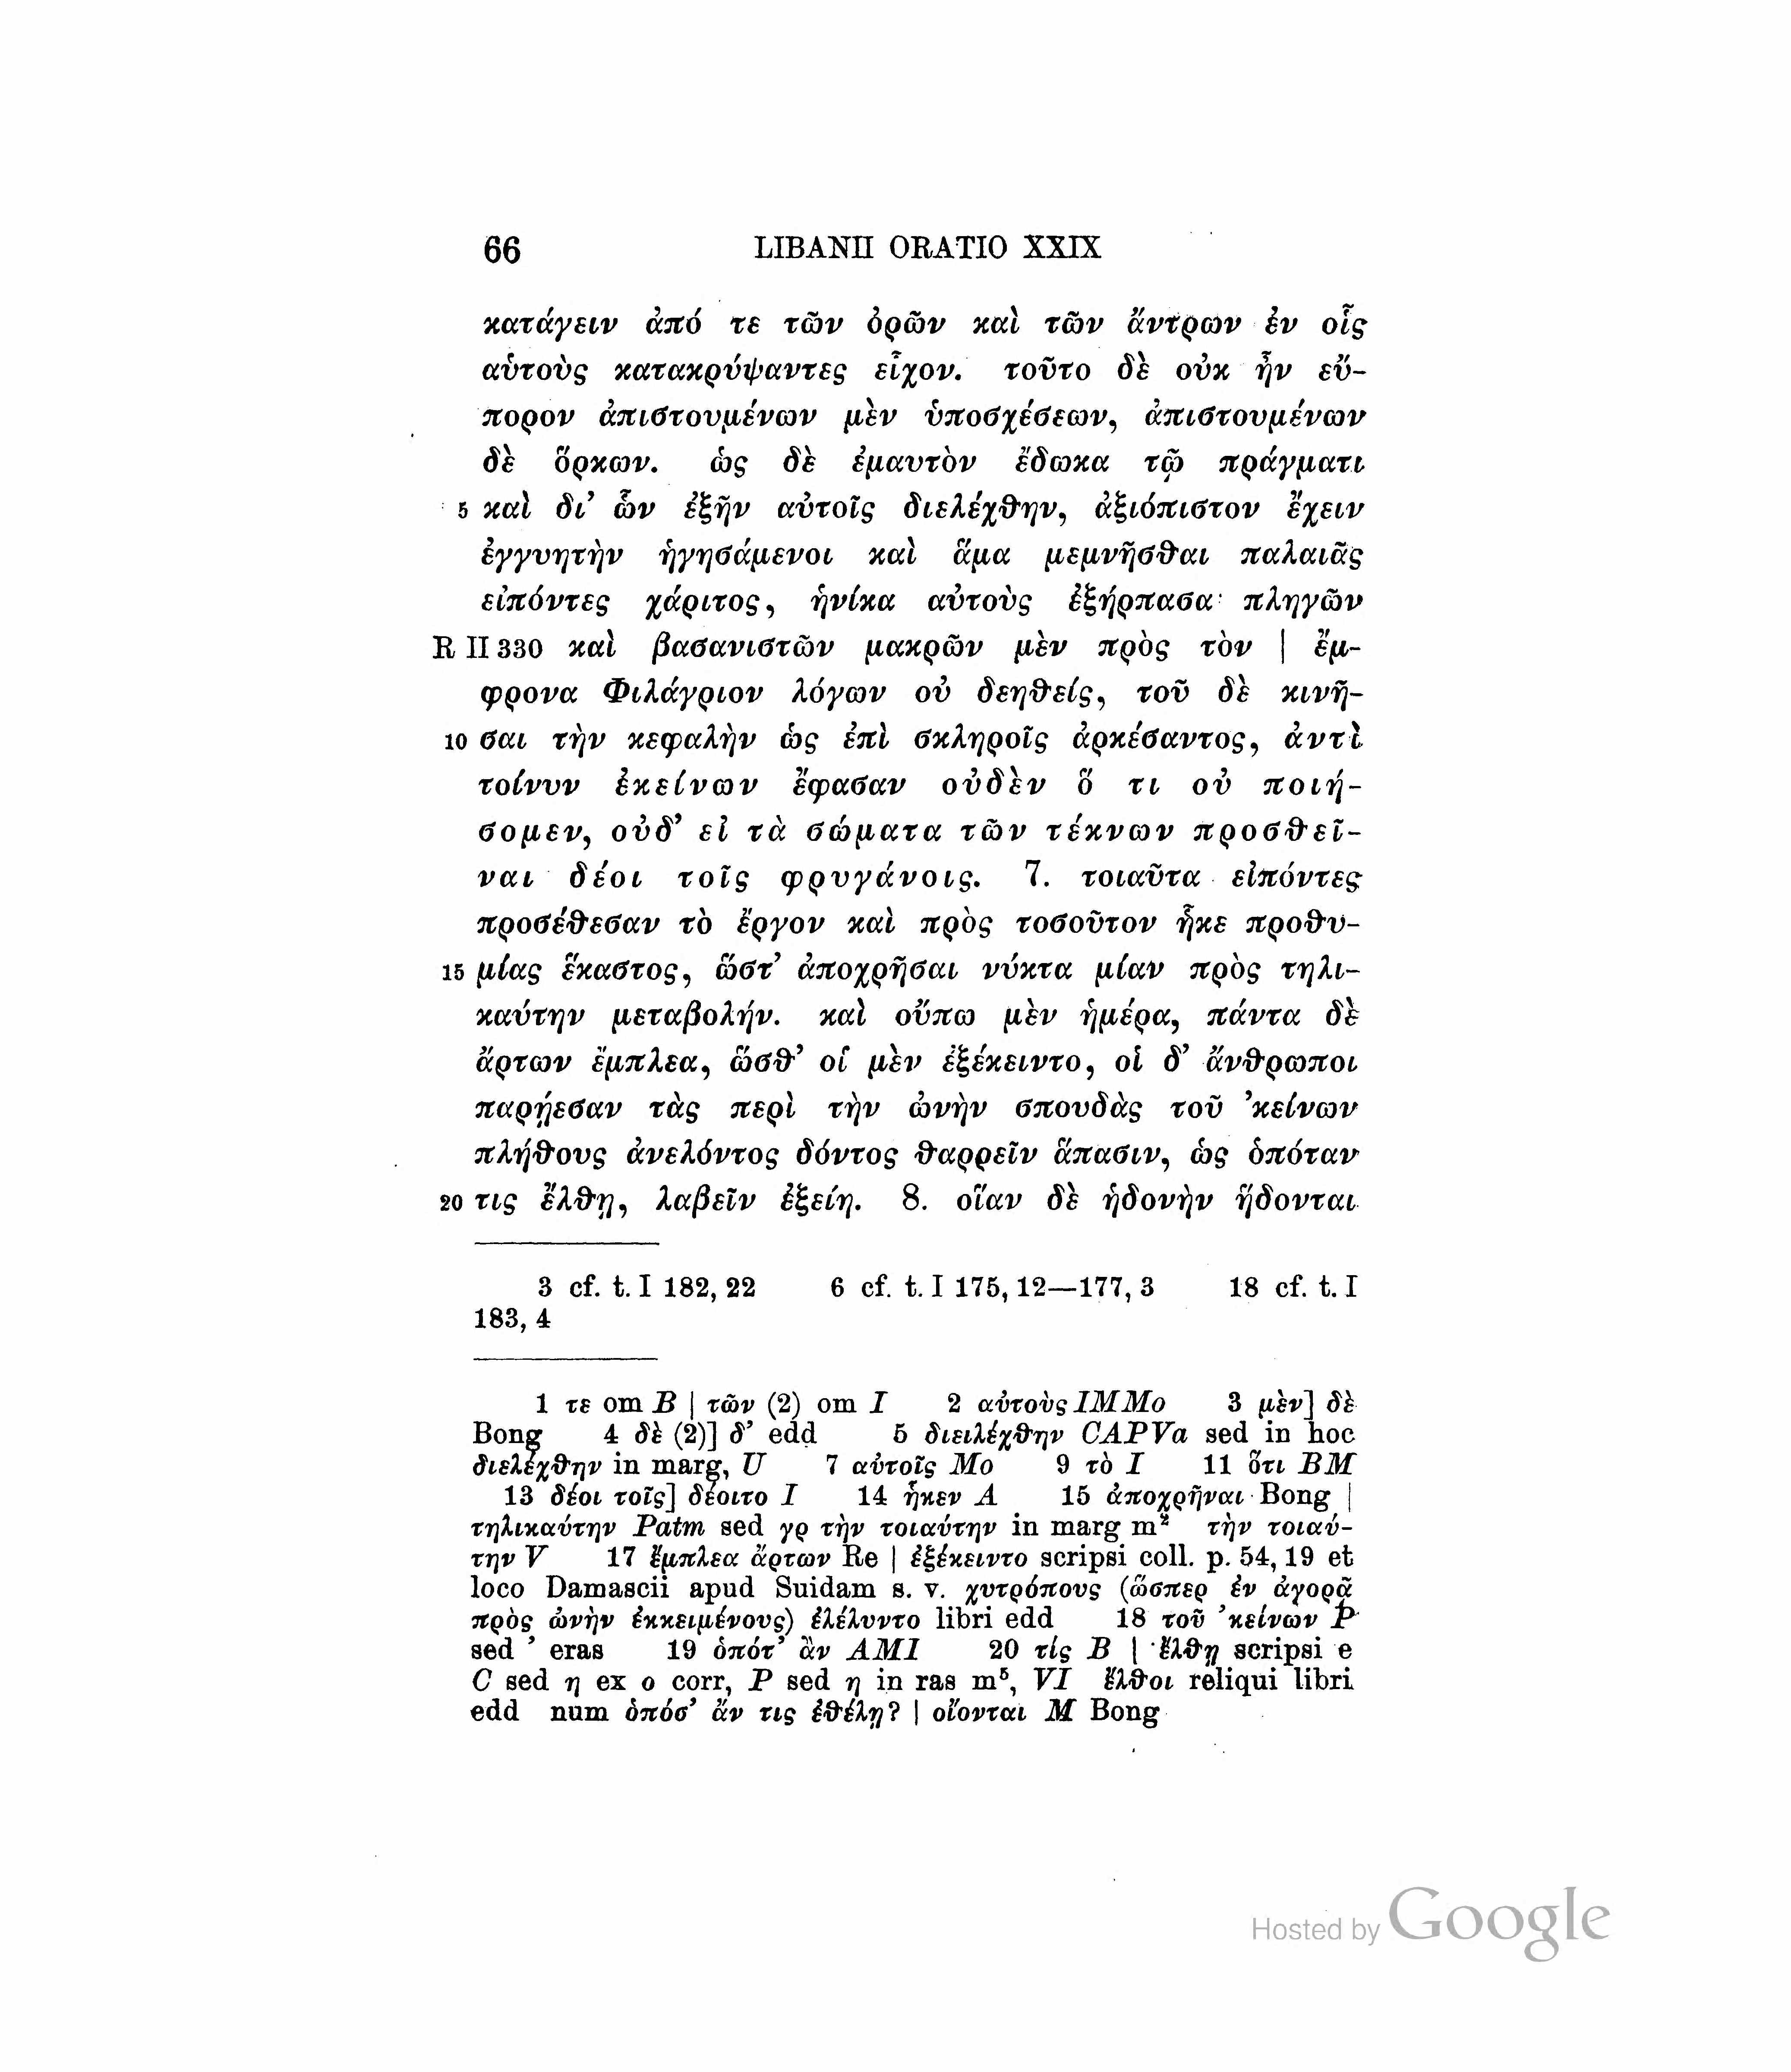 66 LIBANII ORATIO XXIX
κατάγειν ἀπό τε τῶν ὀρῶν καὶ τῶν ἄντρων ἐν οἷς
αὑτοὺς κατακρύψαντες εἶχον. τοῦτο δὲ οὐκ ἦν εὔ-
πορον ἀπιστουμένων μὲν ὑποσχέσεων, ἀπιστουμένων
δὲ ὅρκων. ὡς δὲ ἐμαυτὸν ἔδωκα τῷ πράγματι
5 καὶ δι’ ὧν ἐξῆν αὐτοῖς διελέχθην, ἀξιόπιστον ἔχειν
ἐγγυητὴν ἡγησάμενοι καὶ ἅμα μεμνῆσθαι παλαιᾶς
εἰπόντες χάριτος, ἡνίκα αὐτοὺς ἐξήρπασα πληγῶν
R II 330 καὶ βασανιστῶν μακρῶν μὲν πρὸς τὸν | ἔμ-
φρονα Φιλάγριον λόγων οὐ δεηθείς, τοῦ δὲ κινῆ-
10 σαι τὴν κεφαλὴν ὡς ἐπὶ σκληροῖς ἀρκέσαντος, ἀντὶ
τοίνυν ἐκείνων ἔφασαν οὐδὲν ὅ τι οὐ ποιή-
σομεν, οὐδ’ εἰ τὰ σώματα τῶν τέκνων προσθεῖ-
ναι δέοι τοῖς φρυγάνοις. 7. τοιαῦτα εἰπόντες
προσέθεσαν τὸ ἔργον καὶ πρὸς τοσοῦτον ἧκε προθυ-
15 μίας ἕκαστος, ὥστ’ ἀποχρῆσαι νύκτα μίαν πρὸς τηλι-
καύτην μεταβολήν. καὶ οὔπω μὲν ἡμέρα, πάντα δὲ
ἄρτων ἔμπλεα, ὥσθ’ οἱ μὲν ἐξέκειντο, οἱ δ’ ἄνθρωποι
παρῄεσαν τὰς περὶ τὴν ὠνὴν σπουδὰς τοῦ ’κείνων
πλήθους ἀνελόντος δόντος θαρρεῖν ἅπασιν, ὡς ὁπόταν
20 τις ἔλθῃ, λαβεῖν ἐξείη. 8. οἵαν δὲ ἡδονὴν ἥδονται
3 cf. t. I 182, 22 6 cf. t. I 175, 12—177, 3 18 cf. t. I
183, 4
1 τε om B | τῶν (2) om I 2 αὐτοὺς IMMo 3 μὲν] δὲ
Bong 4 δὲ (2)] δ’ edd 5 διειλέχθην CAPVa sed in hoc
διελέχθην in marg, U 7 αὑτοῖς Mo 9 τὸ I 11 ὅτι BM
13 δέοι τοῖς] δέοιτο I 14 ἧκεν A 15 ἀποχρῆναι Bong |
τηλικαύτην Patm sed γρ τὴν τοιαύτην in marg m² τὴν τοιαύ-
την V 17 ἔμπλεα ἄρτων Re | ἐξέκειντο scripsi coll. p. 54, 19 et
loco Damascii apud Suidam s. v. χυτρόπους (ὥσπερ ἐν ἀγορᾷ
πρὸς ὠνὴν ἐκκειμένους) ἐλέλυντο libri edd 18 τοῦ ’κείνων P
sed ’ eras 19 ὁπότ’ ἂν AMI 20 τίς B | ἔλθῃ scripsi e
C sed η ex ο corr, P sed η in ras m⁵, VI ἔλθοι reliqui libri
edd num ὁπόσ’ ἄν τις ἐθέλῃ? | οἴονται M Bong
Hosted by Google